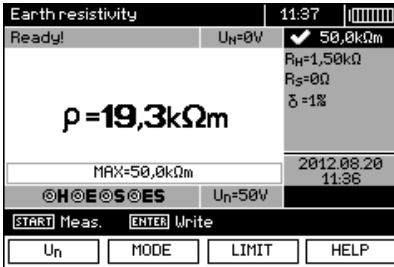 Earth resistivity 11:37
Ready! UN=0V ✔ 50,0kΩm
RH=1,50kΩ
RS=0Ω
δ=1%
ρ=19,3kΩm
MAX=50,0kΩm
2012.08.20
11:36
H E S ES Un=50V
START Meas. ENTER Write
Un MODE LIMIT HELP